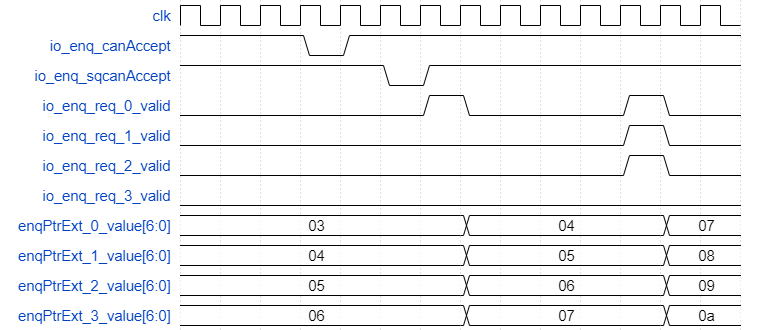 clk
io_enq_canAccept
io_enq_sqcanAccept
io_enq_req_0_valid
io_enq_req_1_valid
io_enq_req_2_valid
io_enq_req_3_valid
enqPtrExt_0_value[6:0] 03 04 07
enqPtrExt_1_value[6:0] 04 05 08
enqPtrExt_2_value[6:0] 05 06 09
enqPtrExt_3_value[6:0] 06 07 0a